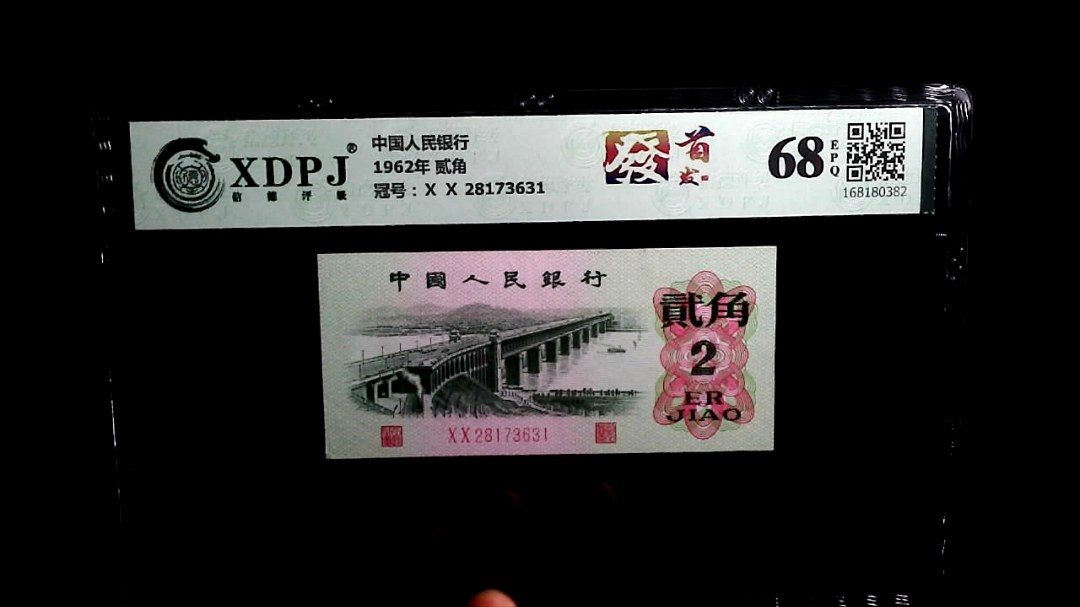 XDPJ®
信德评级
中国人民银行
1962年 贰角
冠号：X X 28173631
發
首发
68
EPQ
168180382
中國人民銀行
貳角
2
ER
JIAO
XX28173631